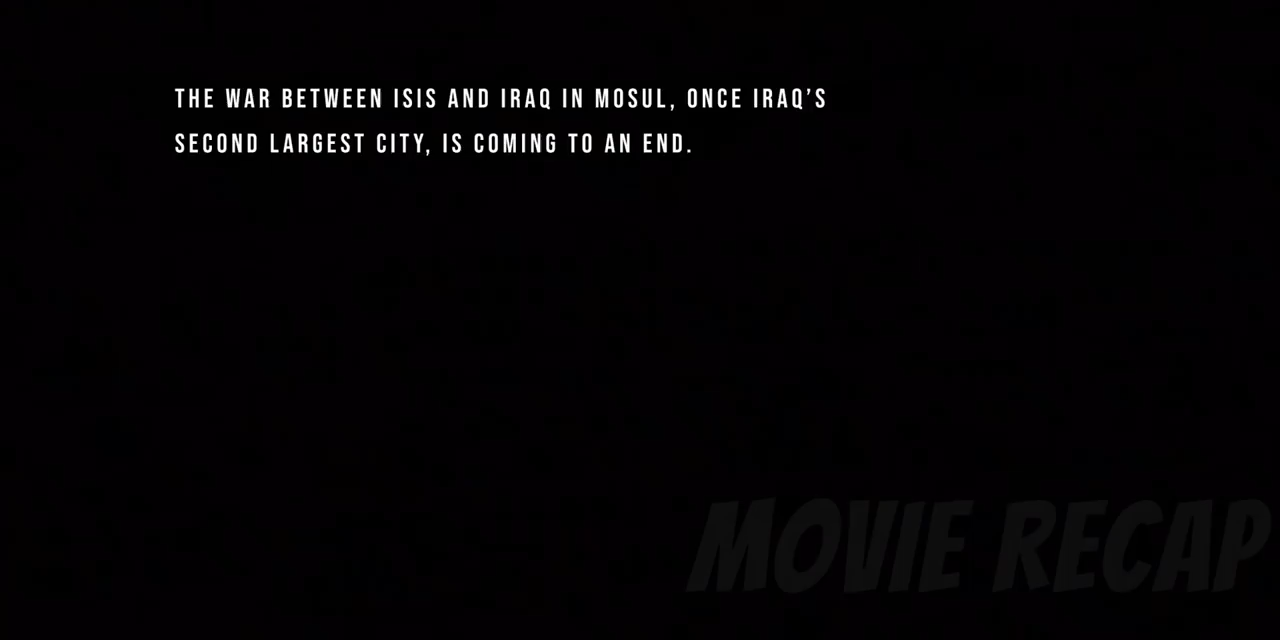 THE WAR BETWEEN ISIS AND IRAQ IN MOSUL, ONCE IRAQ’S
SECOND LARGEST CITY, IS COMING TO AN END.
MOVIE RECAP